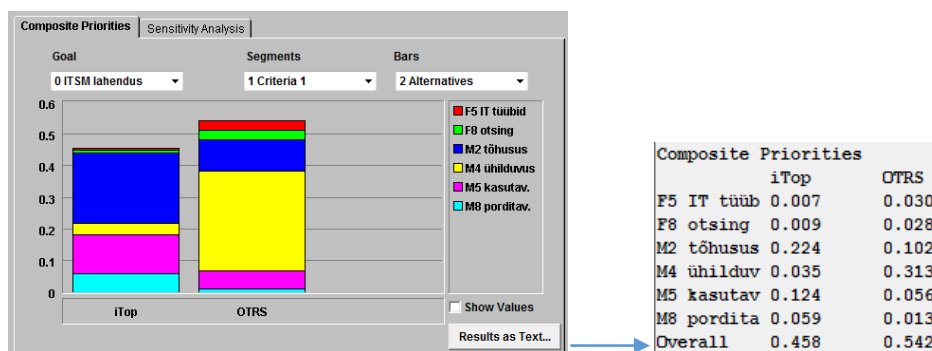 Composite Priorities Sensitivity Analysis
Goal Segments Bars
0 ITSM lahendus 1 Criteria 1 2 Alternatives
0.6
0.5
0.4
0.3
0.2
0.1
0
F5 IT tüübid
F8 otsing
M2 tõhusus
M4 ühilduvus
M5 kasutav.
M8 porditav.
iTop OTRS
Show Values
Results as Text...
Composite Priorities
iTop OTRS
F5 IT tüüb 0.007 0.030
F8 otsing 0.009 0.028
M2 tõhusus 0.224 0.102
M4 ühilduv 0.035 0.313
M5 kasutav 0.124 0.056
M8 pordita 0.059 0.013
Overall 0.458 0.542